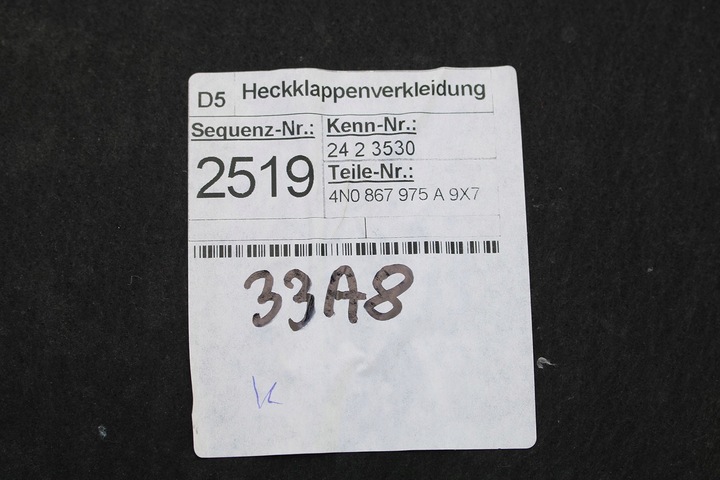 D5 Heckklappenverkleidung
Sequenz-Nr.: Kenn-Nr.:
2519 24 2 3530
Teile-Nr.:
4N0 867 975 A 9X7
33A8